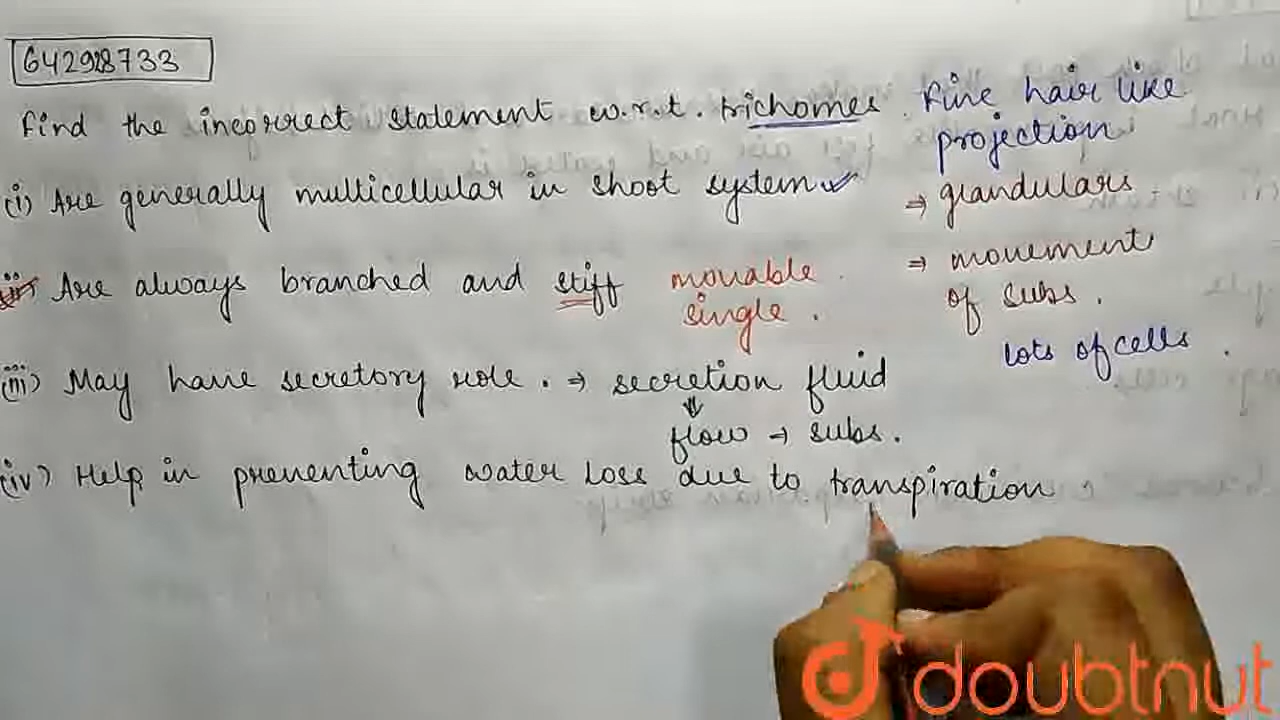 642928733
Find the incorrect statement w.r.t. trichomes. Fine hair like
projection
(i) Are generally multicellular in shoot system ✓
⇒ glandulars
(ii) Are always branched and stiff movable
single.
⇒ movement
of subs.
lots of cells
(iii) May have secretory role. ⇒ secretion fluid
flow → subs.
(iv) Help in preventing water loss due to transpiration
doubtnut